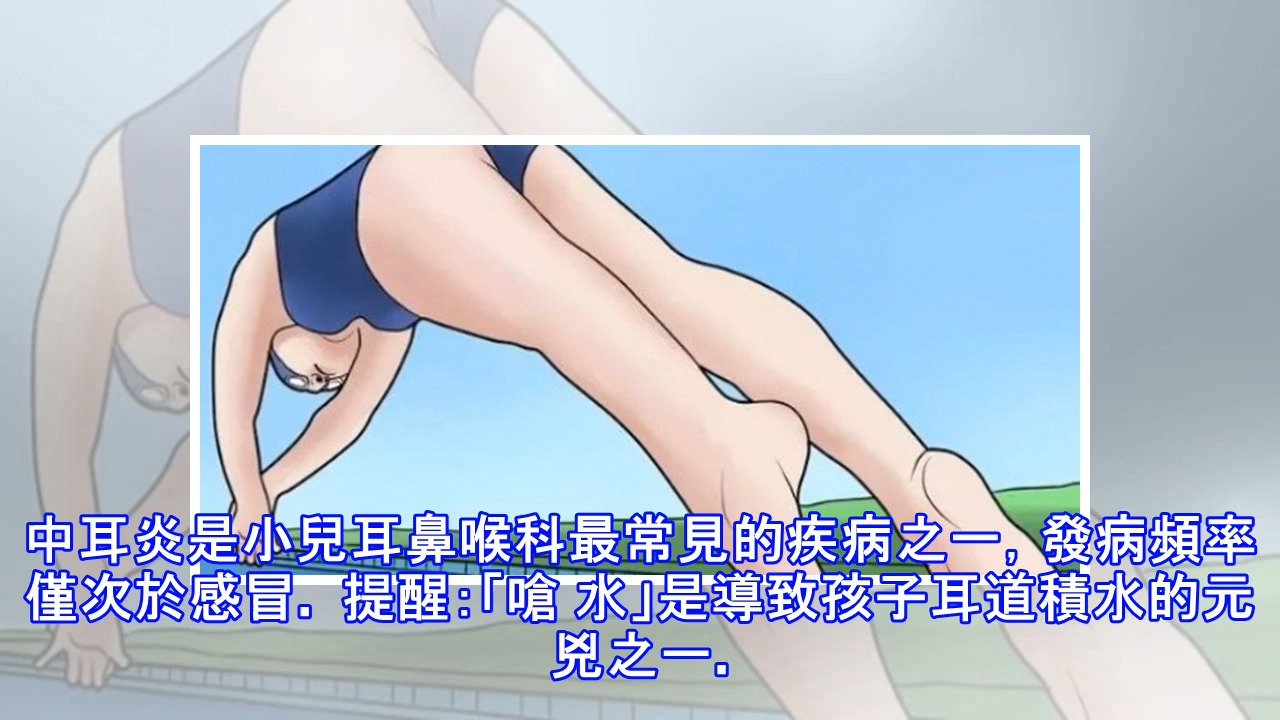 中耳炎是小兒耳鼻喉科最常見的疾病之一, 發病頻率
僅次於感冒. 提醒:「嗆 水」是導致孩子耳道積水的元
兇之一.